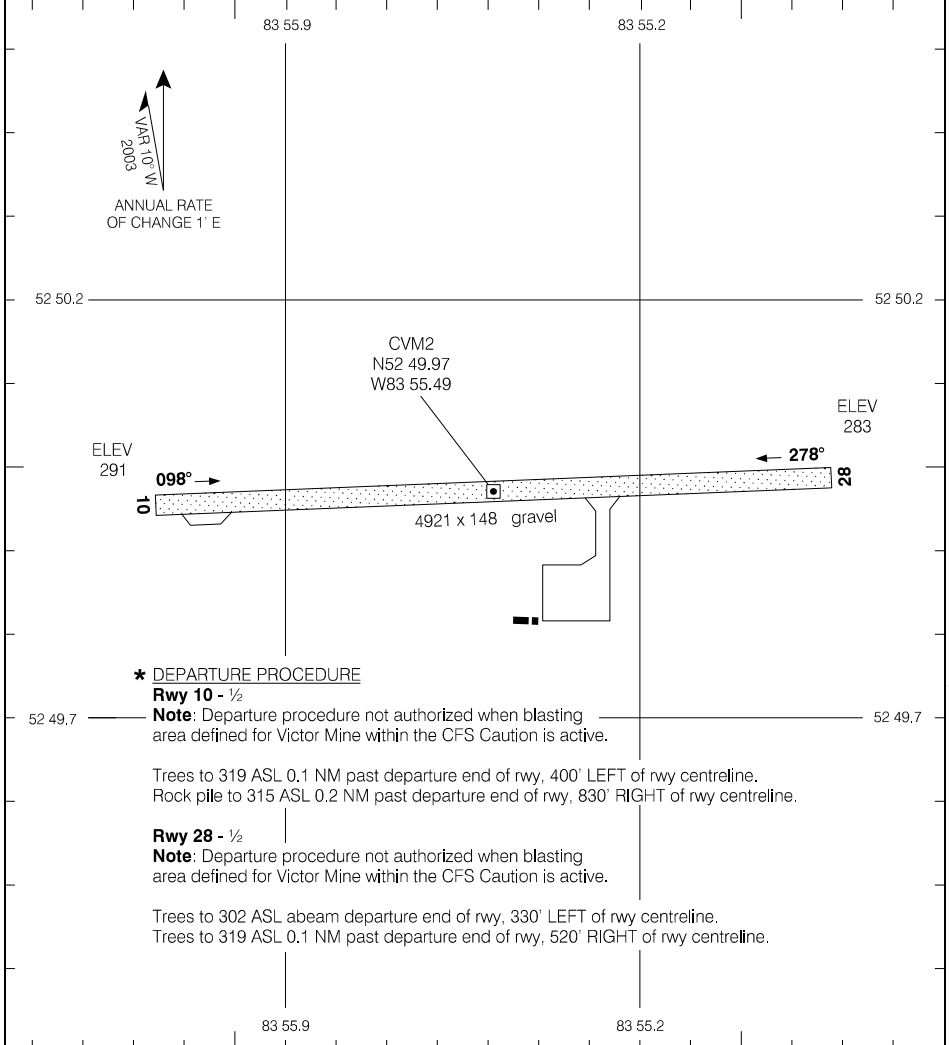 83 55.9
83 55.2
VAR 10° W
2003
ANNUAL RATE
OF CHANGE 1' E
52 50.2
52 50.2
CVM2
N52 49.97
W83 55.49
ELEV
283
ELEV
291
278°
098°
28
10
4921 x 148 gravel
* DEPARTURE PROCEDURE
Rwy 10 - ½
52 49.7
52 49.7
Note: Departure procedure not authorized when blasting
area defined for Victor Mine within the CFS Caution is active.
Trees to 319 ASL 0.1 NM past departure end of rwy, 400' LEFT of rwy centreline.
Rock pile to 315 ASL 0.2 NM past departure end of rwy, 830' RIGHT of rwy centreline.
Rwy 28 - ½
Note: Departure procedure not authorized when blasting
area defined for Victor Mine within the CFS Caution is active.
Trees to 302 ASL abeam departure end of rwy, 330' LEFT of rwy centreline.
Trees to 319 ASL 0.1 NM past departure end of rwy, 520' RIGHT of rwy centreline.
83 55.9
83 55.2